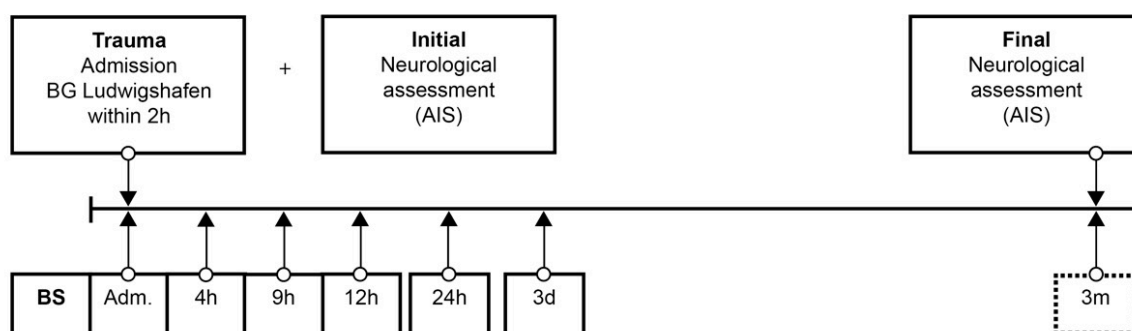 Trauma
Admission
BG Ludwigshafen
within 2h
+
Initial
Neurological
assessment
(AIS)
Final
Neurological
assessment
(AIS)
BS Adm. 4h 9h 12h 24h 3d 3m